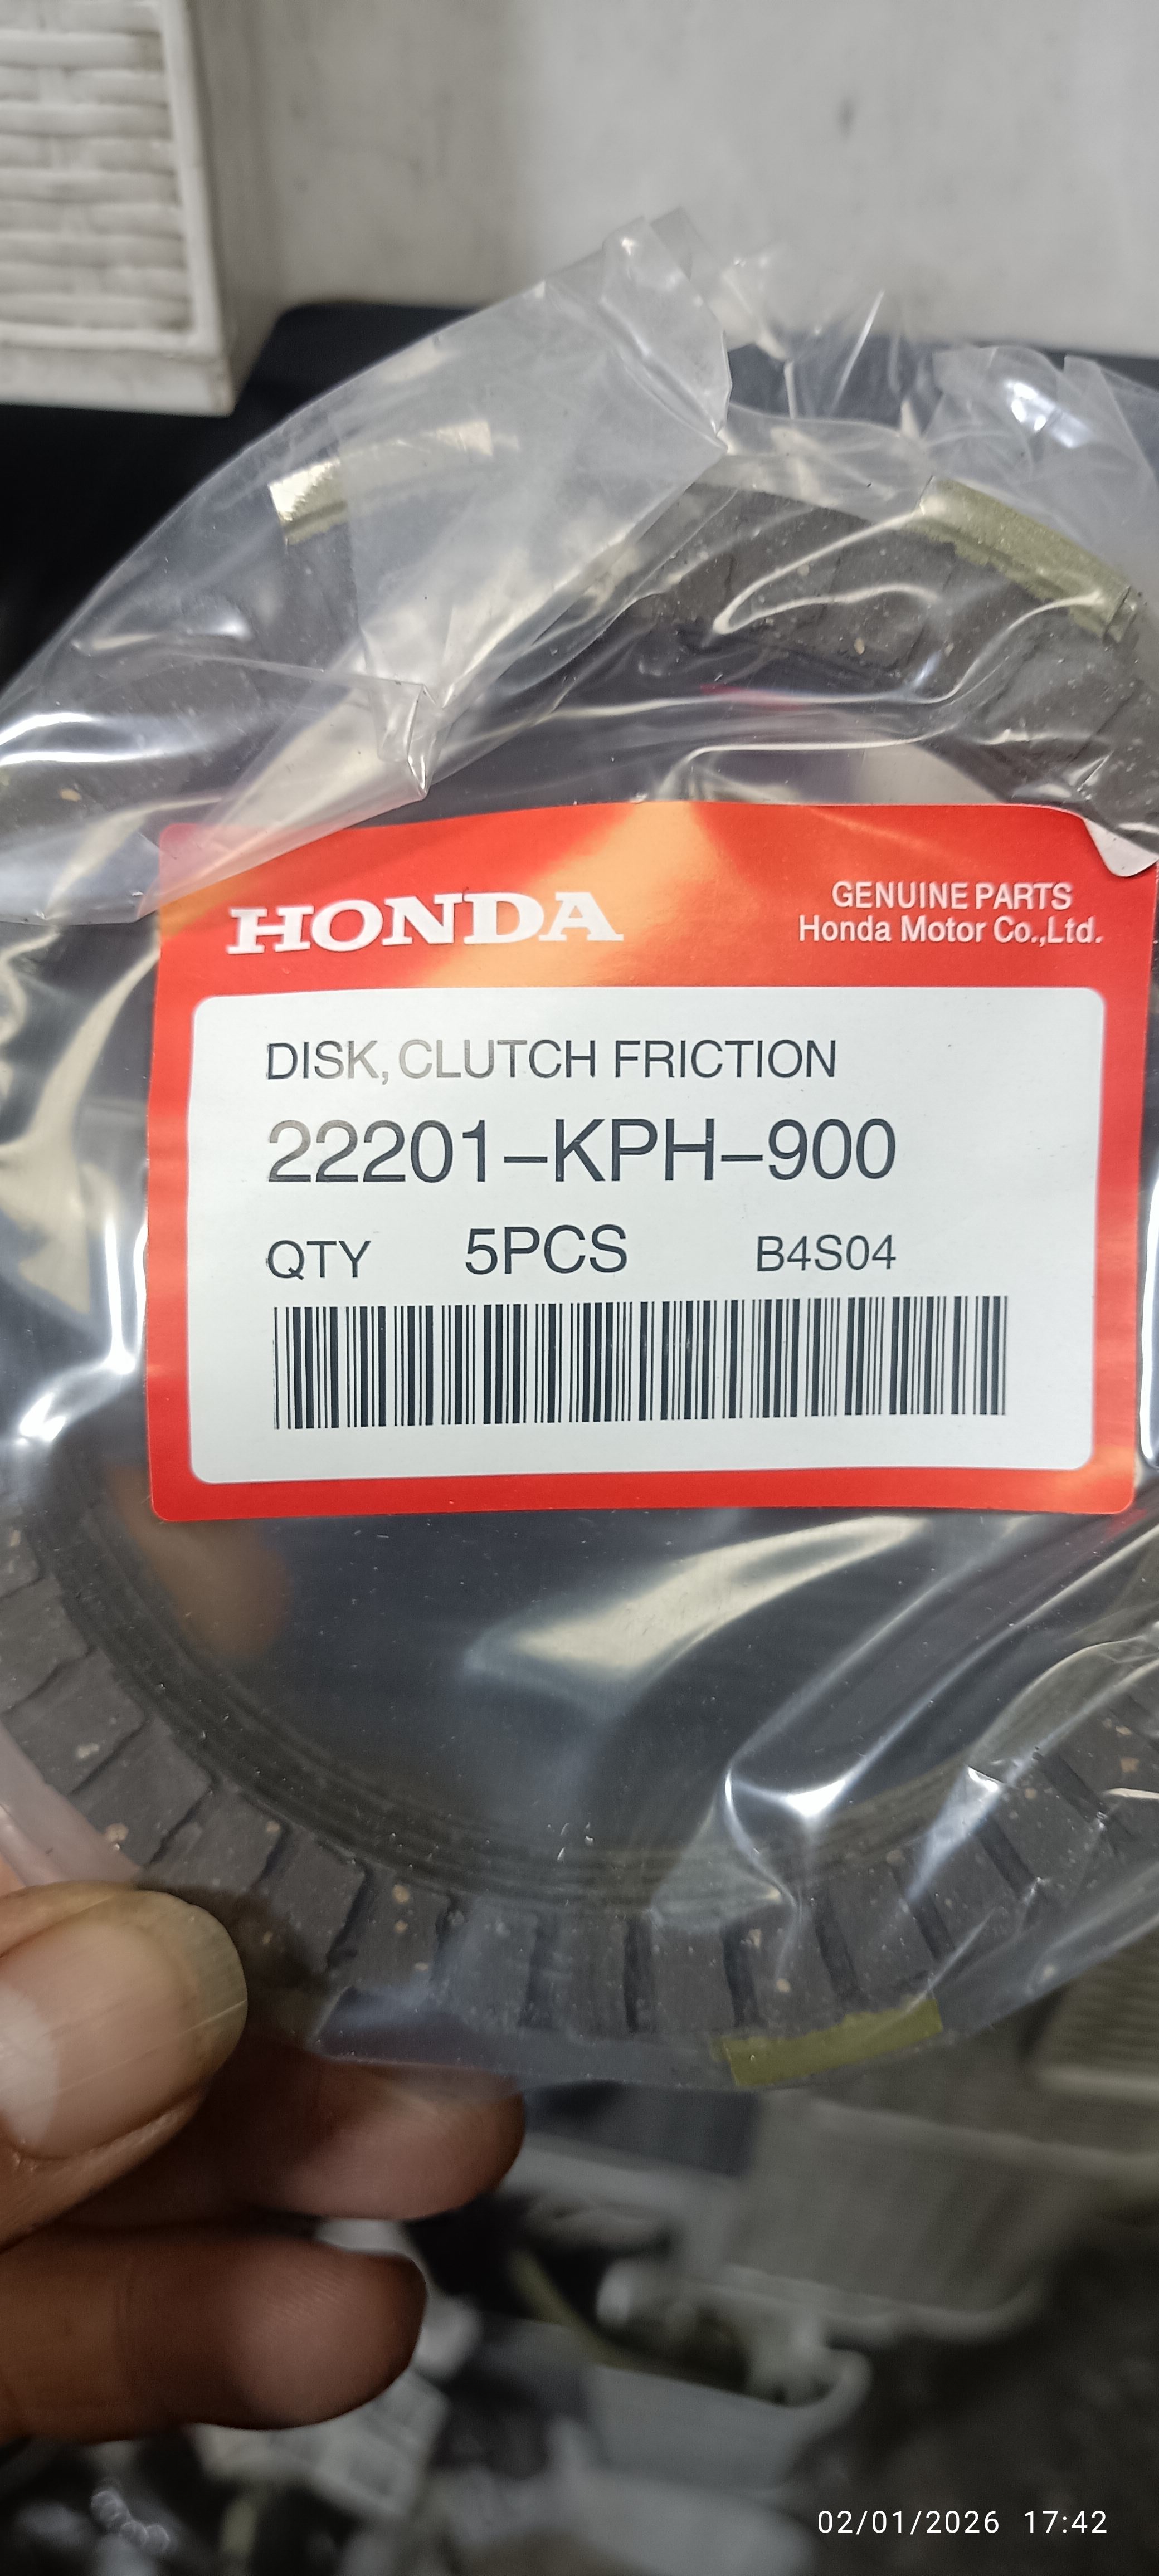 HONDA
GENUINE PARTS
Honda Motor Co.,Ltd.
DISK, CLUTCH FRICTION
22201-KPH-900
QTY 5PCS B4S04
02/01/2026 17:42